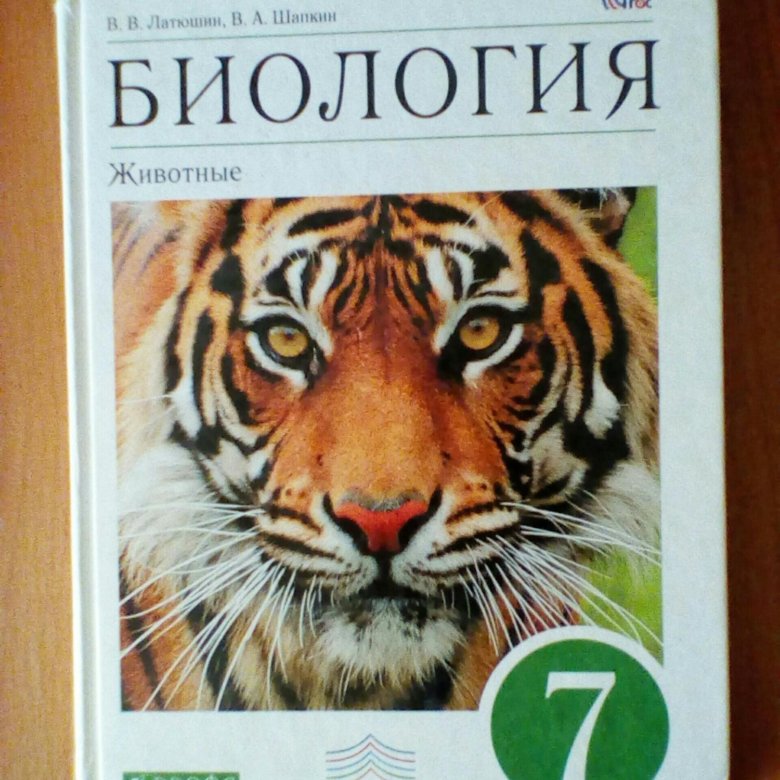 В. В. Латюшин, В. А. Шапкин
БИОЛОГИЯ
Животные
7